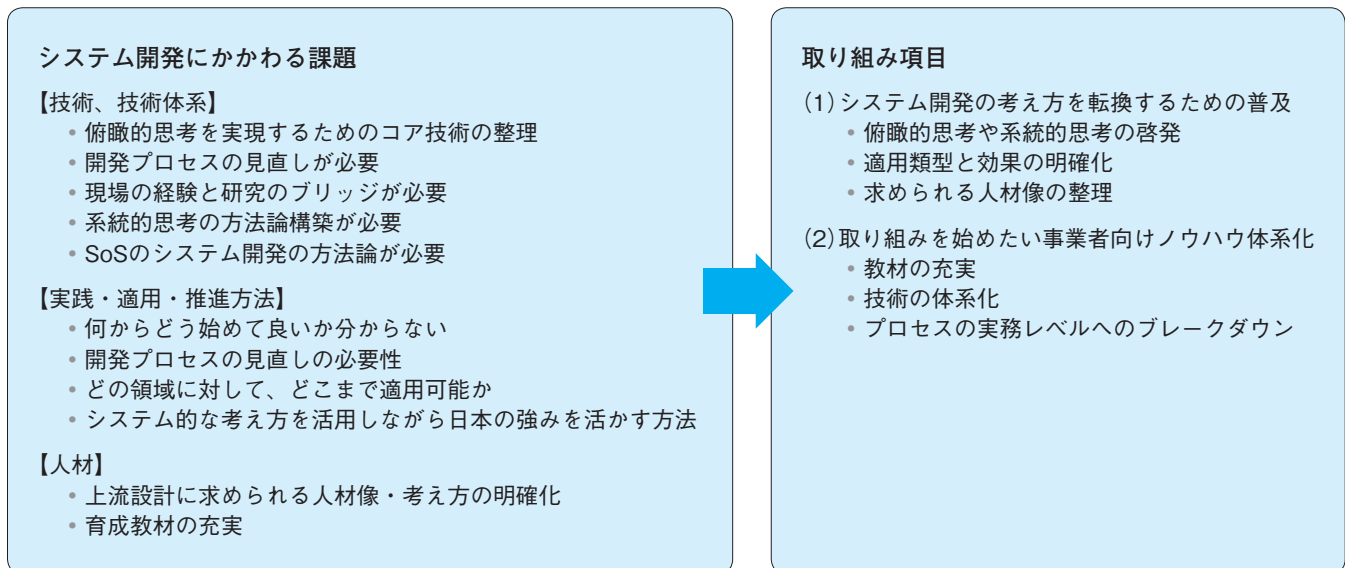 システム開発にかかわる課題
【技術、技術体系】
• 俯瞰的思考を実現するためのコア技術の整理
• 開発プロセスの見直しが必要
• 現場の経験と研究のブリッジが必要
• 系統的思考の方法論構築が必要
• SoSのシステム開発の方法論が必要
【実践・適用・推進方法】
• 何からどう始めて良いか分からない
• 開発プロセスの見直しの必要性
• どの領域に対して、どこまで適用可能か
• システム的な考え方を活用しながら日本の強みを活かす方法
【人材】
• 上流設計に求められる人材像・考え方の明確化
• 育成教材の充実
取り組み項目
(1)システム開発の考え方を転換するための普及
• 俯瞰的思考や系統的思考の啓発
• 適用類型と効果の明確化
• 求められる人材像の整理
(2)取り組みを始めたい事業者向けノウハウ体系化
• 教材の充実
• 技術の体系化
• プロセスの実務レベルへのブレークダウン